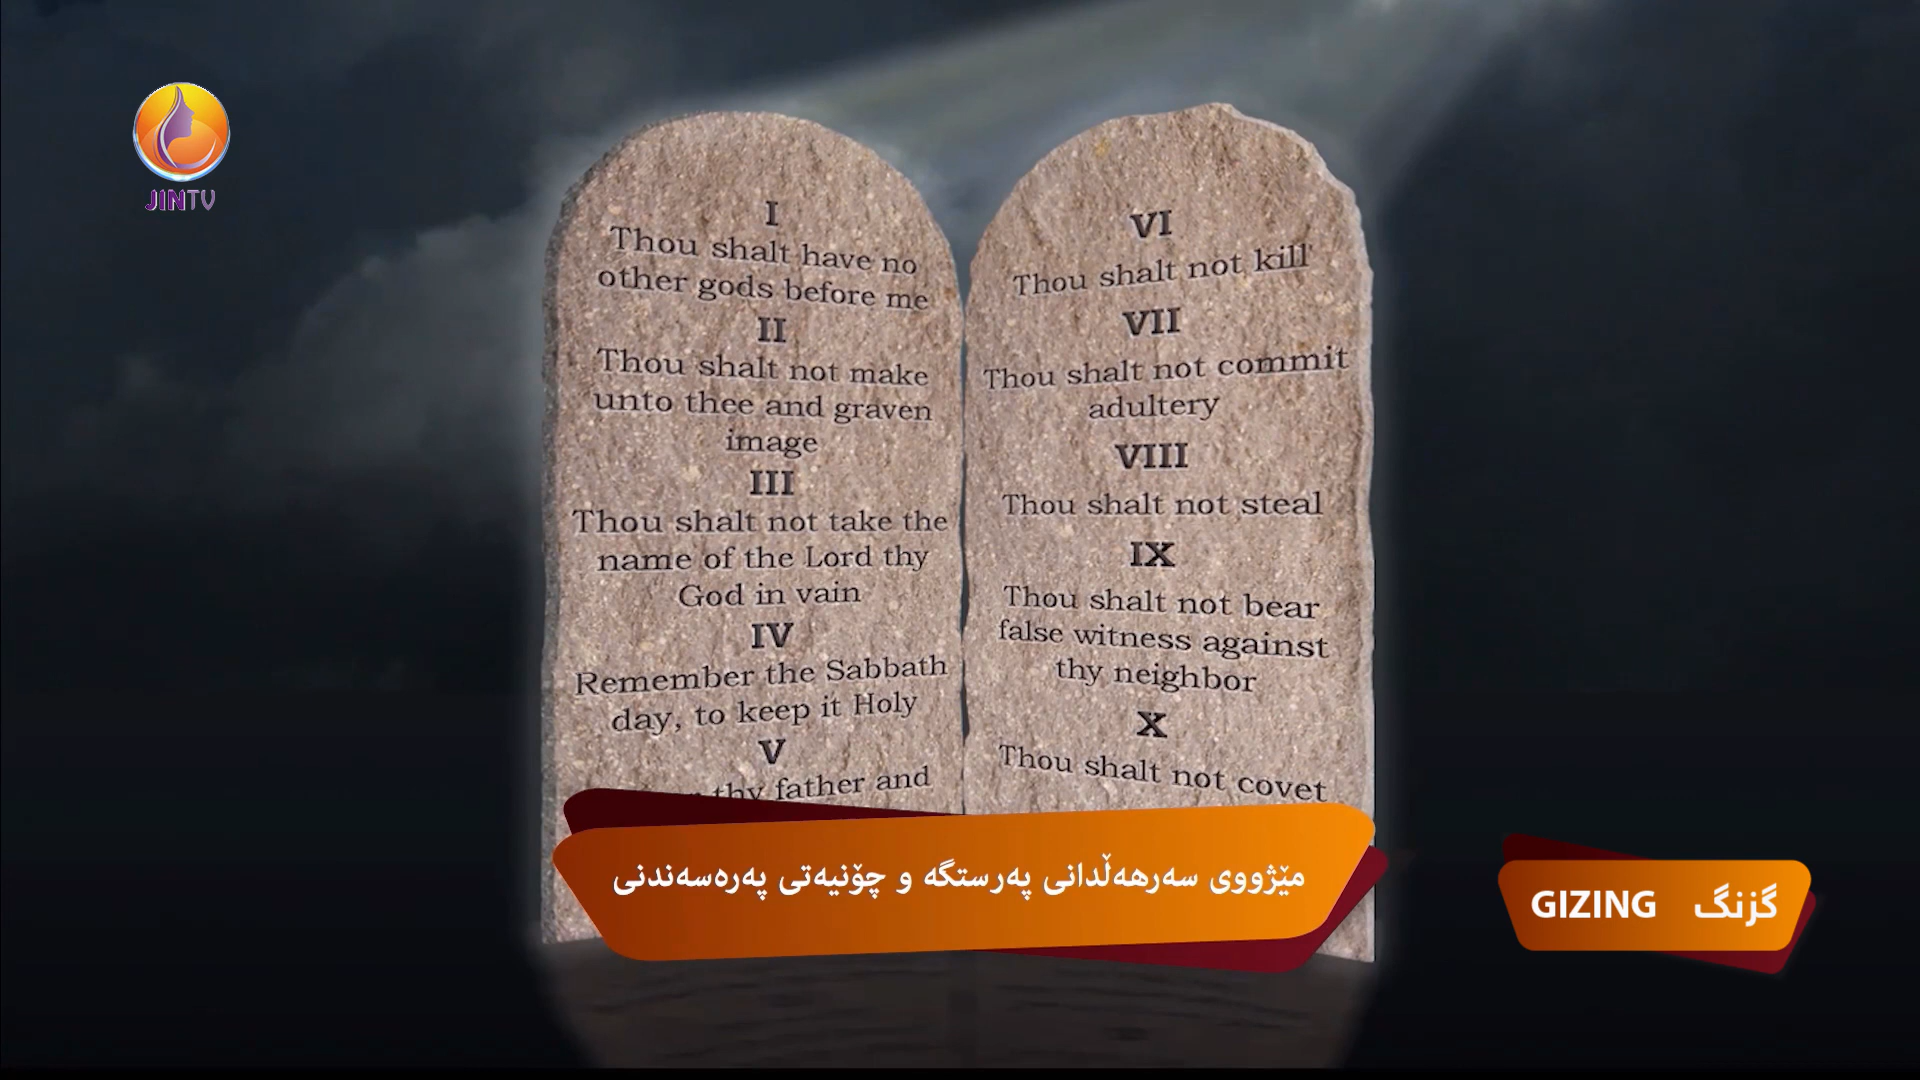 JINTV
I
Thou shalt have no
other gods before me
II
Thou shalt not make
unto thee and graven
image
III
Thou shalt not take the
name of the Lord thy
God in vain
IV
Remember the Sabbath
day, to keep it Holy
V
thy father and
VI
Thou shalt not kill
VII
Thou shalt not commit
adultery
VIII
Thou shalt not steal
IX
Thou shalt not bear
false witness against
thy neighbor
X
Thou shalt not covet
مێژووی سەرهەڵدانی پەرستگە و چۆنیەتی پەرەسەندنی
GIZING گزنگ